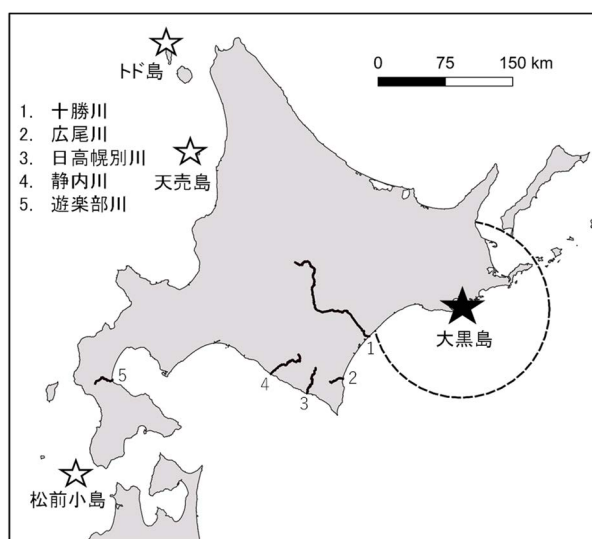 トド島
0 75 150 km
1. 十勝川
2. 広尾川
3. 日高幌別川
4. 静内川
5. 遊楽部川
天売島
大黒島
1
2
3
4
5
松前小島